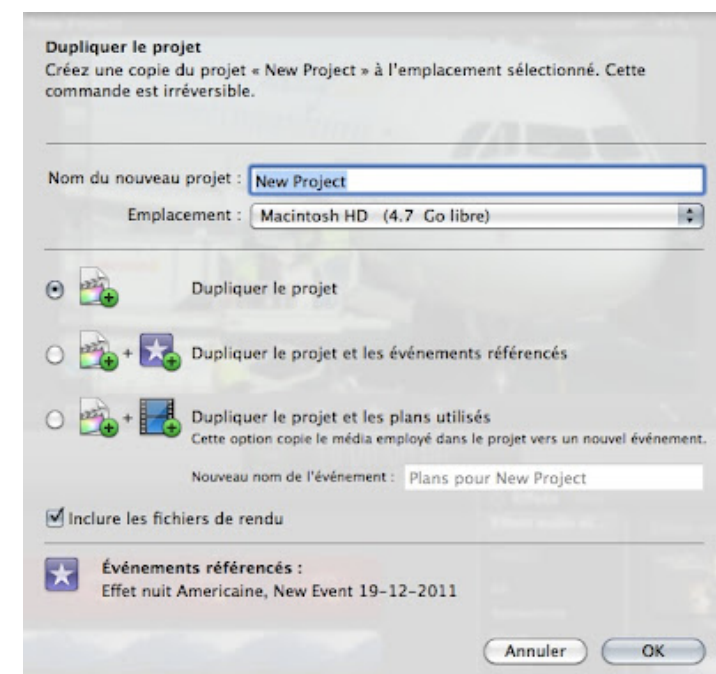 Dupliquer le projet
Créez une copie du projet « New Project » à l'emplacement sélectionné. Cette
commande est irréversible.
Nom du nouveau projet : New Project
Emplacement : Macintosh HD (4.7 Go libre)
Dupliquer le projet
Dupliquer le projet et les événements référencés
Dupliquer le projet et les plans utilisés
Cette option copie le média employé dans le projet vers un nouvel événement.
Nouveau nom de l'événement : Plans pour New Project
Inclure les fichiers de rendu
Événements référencés :
Effet nuit Americaine, New Event 19-12-2011
Annuler OK